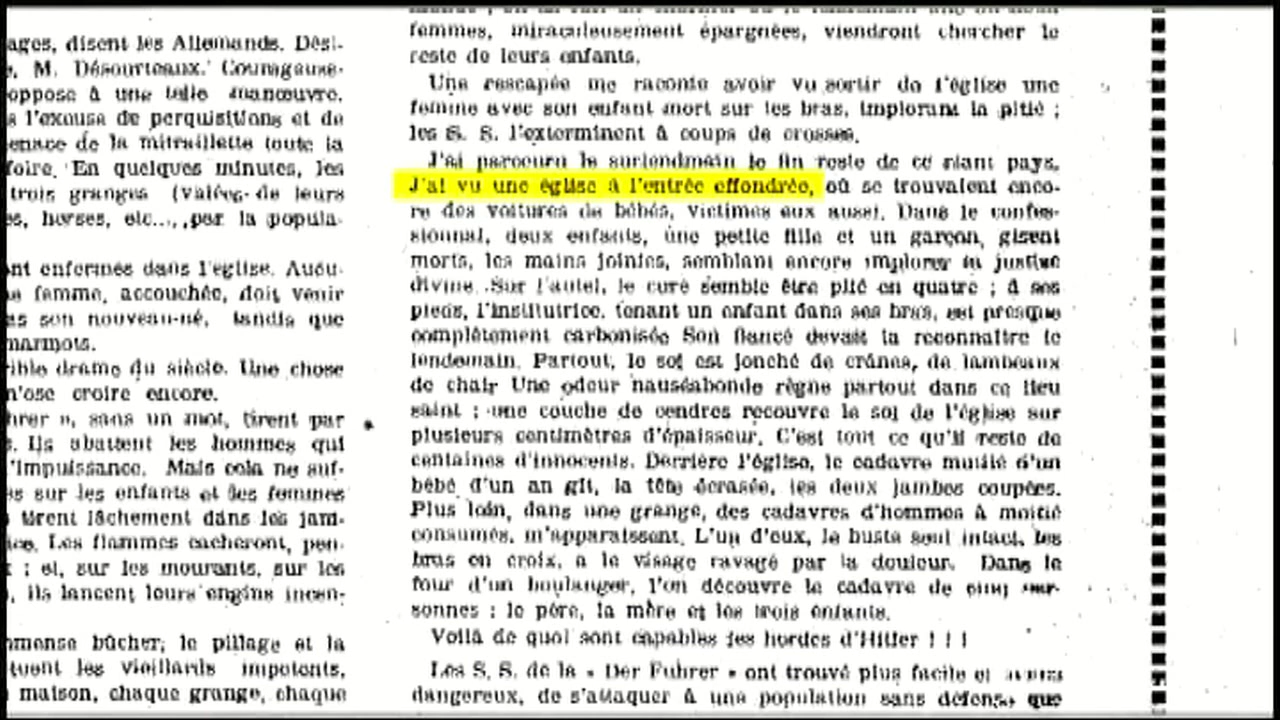 ages, disent les Allemands. Dési-
M. Désourteaux. Courageuse-
oppose à une telle manœuvre.
s l'excuse de perquisitions et de
enace de la mitraillette toute la
foire. En quelques minutes, les
trois granges (valées de leurs
s, herses, etc..., par la popula-
nt enfermés dans l'église. Aucu-
a femme, accouchée, doit venir
as son nouveau-né, tandis que
marmots.
rible drame du siècle. Une chose
n'ose croire encore.
hrer », sans un mot, tirent par
s. Ils abattent les hommes qui
l'impuissance. Mais cela ne suf-
es sur les enfants et les femmes
tirent lâchement dans les jam-
Les flammes cacheront, pen-
: et, sur les mourants, sur les
, ils lancent leurs engins incen-
mmense bûcher; le pillage et la
tuent les vieillards impotents,
maison, chaque grange, chaque
femmes, miraculeusement épargnées, viendront chercher le
reste de leurs enfants.
Une rescapée me raconte avoir vu sortir de l'église une
femme avec son enfant mort sur les bras, implorant la pitié ;
les S. S. l'exterminent à coups de crosses.
J'ai parcouru le surlendmain le fin reste de ce riant pays.
J'ai vu une église à l'entrée effondrée, où se trouvaient enco-
re des voitures de bébés, victimes eux aussi. Dans le confes-
sionnal, deux enfants, une petite fille et un garçon, gisent
morts, les mains jointes, semblant encore implorer la justice
divine. Sur l'autel, le curé semble être plié en quatre ; à ses
pieds, l'institutrice, tenant un enfant dans ses bras, est presque
complètement carbonisée Son fiancé devait la reconnaître le
lendemain. Partout, le sol est jonché de crânes, de lambeaux
de chair Une odeur nauséabonde règne partout dans ce lieu
saint ; une couche de cendres recouvre le sol de l'église sur
plusieurs centimètres d'épaisseur. C'est tout ce qu'il reste de
centaines d'innocents. Derrière l'église, le cadavre mutilé d'un
bébé d'un an gît, la tête écrasée, les deux jambes coupées.
Plus loin, dans une grange, des cadavres d'hommes à moitié
consumés, m'apparaissent. L'un d'eux, le buste seul intact, les
bras en croix, a le visage ravagé par la douleur. Dans le
four d'un boulanger, l'on découvre le cadavre de cinq per-
sonnes : le père, la mère et les trois enfants.
Voilà de quoi sont capables les hordes d'Hitler ! ! !
Les S. S. de la « Der Fuhrer » ont trouvé plus facile et moins
dangereux, de s'attaquer à une population sans défense que